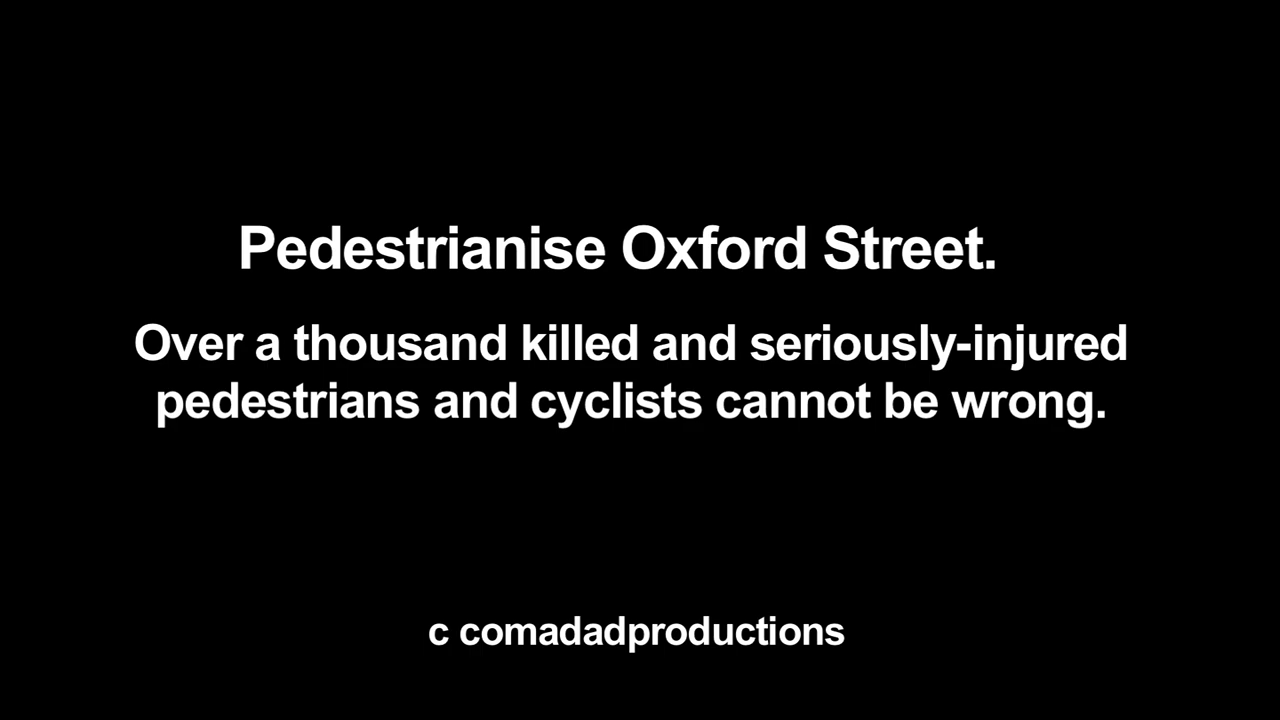 Pedestrianise Oxford Street.
Over a thousand killed and seriously-injured
pedestrians and cyclists cannot be wrong.
c comadadproductions